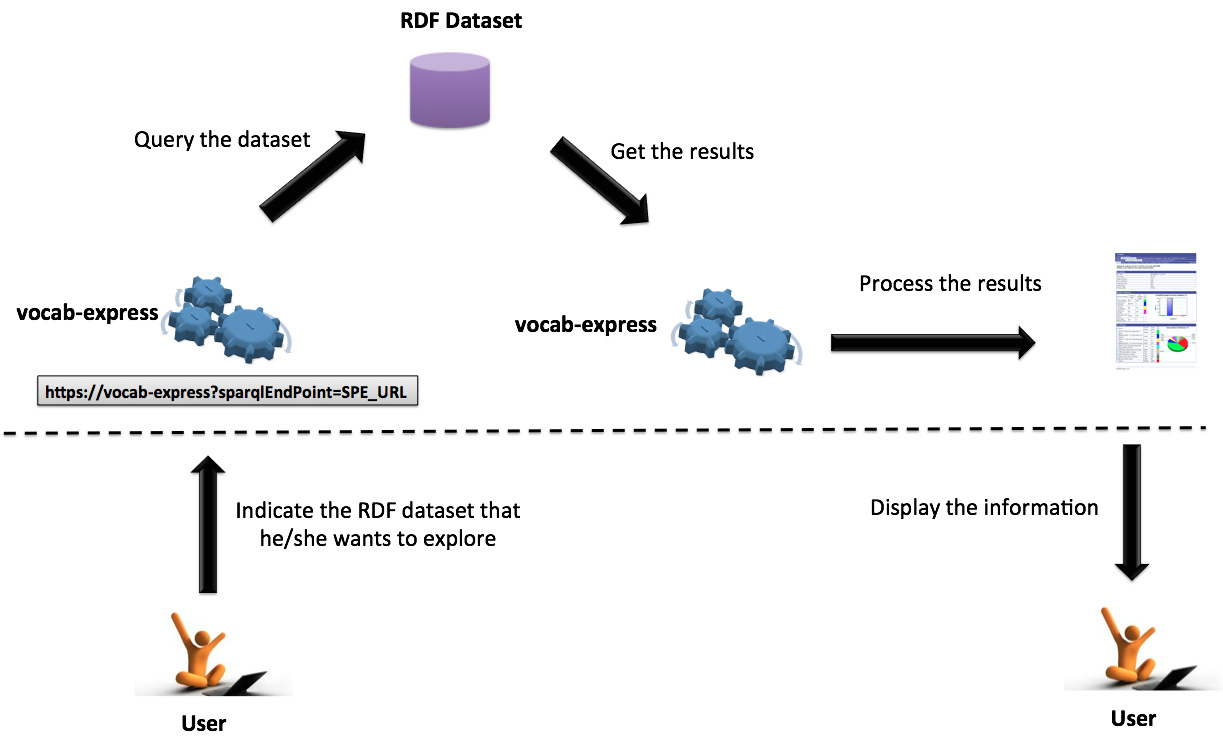 RDF Dataset
Query the dataset
Get the results
vocab-express
https://vocab-express?sparqlEndPoint=SPE_URL
vocab-express
Process the results
Indicate the RDF dataset that
he/she wants to explore
Display the information
User
User